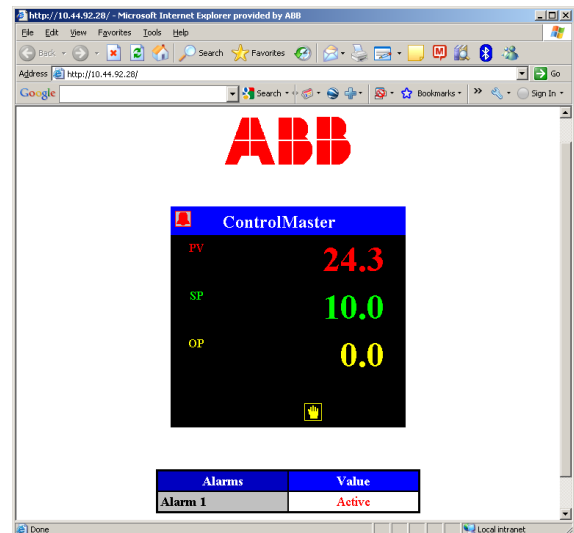 http://10.44.92.28/ - Microsoft Internet Explorer provided by ABB
File Edit View Favorites Tools Help
Back Search Favorites
Address http://10.44.92.28/ Go
Google Search Bookmarks Sign In
ABB
ControlMaster
PV 24.3
SP 10.0
OP 0.0
Alarms Value
Alarm 1 Active
Done Local intranet